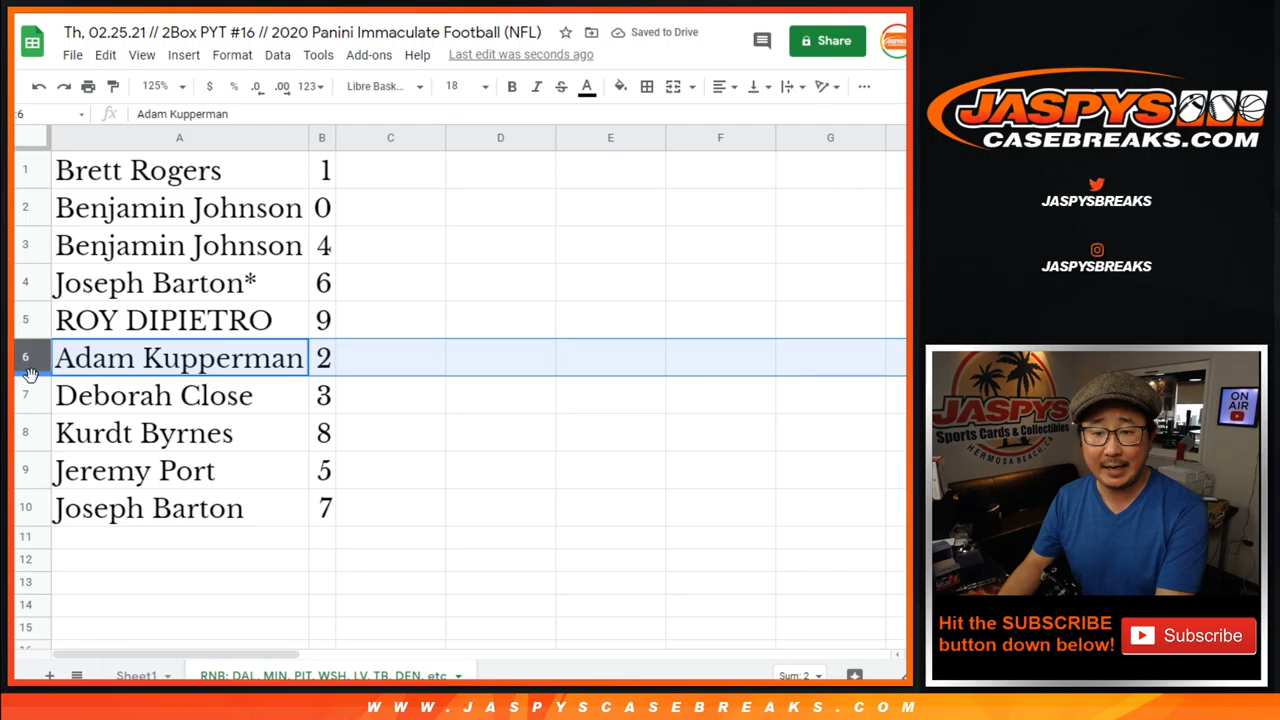 Th, 02.25.21 // 2Box PYT #16 // 2020 Panini Immaculate Football (NFL)
Saved to Drive
Share
File Edit View Insert Format Data Tools Add-ons Help Last edit was seconds ago
125% $ % .0 .00 123 Libre Bask... 18 B I S A
:6 fx Adam Kupperman
A B C D E F G
1 Brett Rogers 1
2 Benjamin Johnson 0
3 Benjamin Johnson 4
4 Joseph Barton* 6
5 ROY DIPIETRO 9
6 Adam Kupperman 2
7 Deborah Close 3
8 Kurdt Byrnes 8
9 Jeremy Port 5
10 Joseph Barton 7
11
12
13
14
15
Sheet1 RNB: DAL, MIN, PIT, WSH, LV, TB, DEN, etc Sum: 2
JASPYS
CASEBREAKS.COM
JASPYSBREAKS
JASPYSBREAKS
JASPYS
Sports Cards & Collectibles
HERMOSA BEACH, CA
ON
AIR
Hit the SUBSCRIBE
button down below!
Subscribe
WWW.JASPYSCASEBREAKS.COM